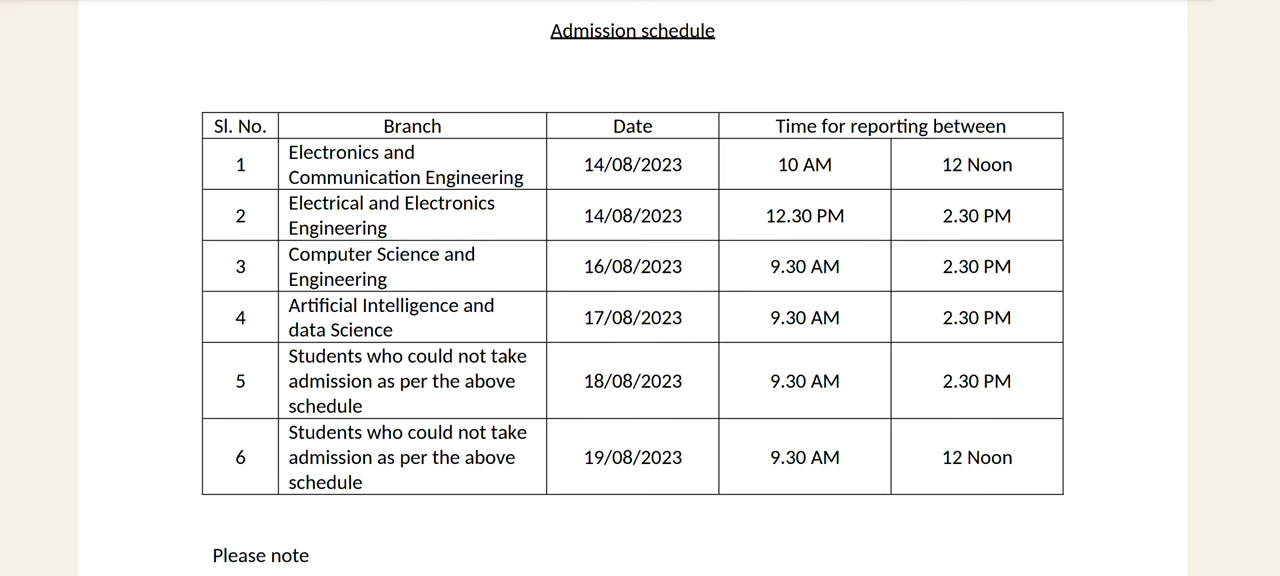 Admission schedule
Sl. No. Branch Date Time for reporting between
1 Electronics and Communication Engineering 14/08/2023 10 AM 12 Noon
2 Electrical and Electronics Engineering 14/08/2023 12.30 PM 2.30 PM
3 Computer Science and Engineering 16/08/2023 9.30 AM 2.30 PM
4 Artificial Intelligence and data Science 17/08/2023 9.30 AM 2.30 PM
5 Students who could not take admission as per the above schedule 18/08/2023 9.30 AM 2.30 PM
6 Students who could not take admission as per the above schedule 19/08/2023 9.30 AM 12 Noon
Please note